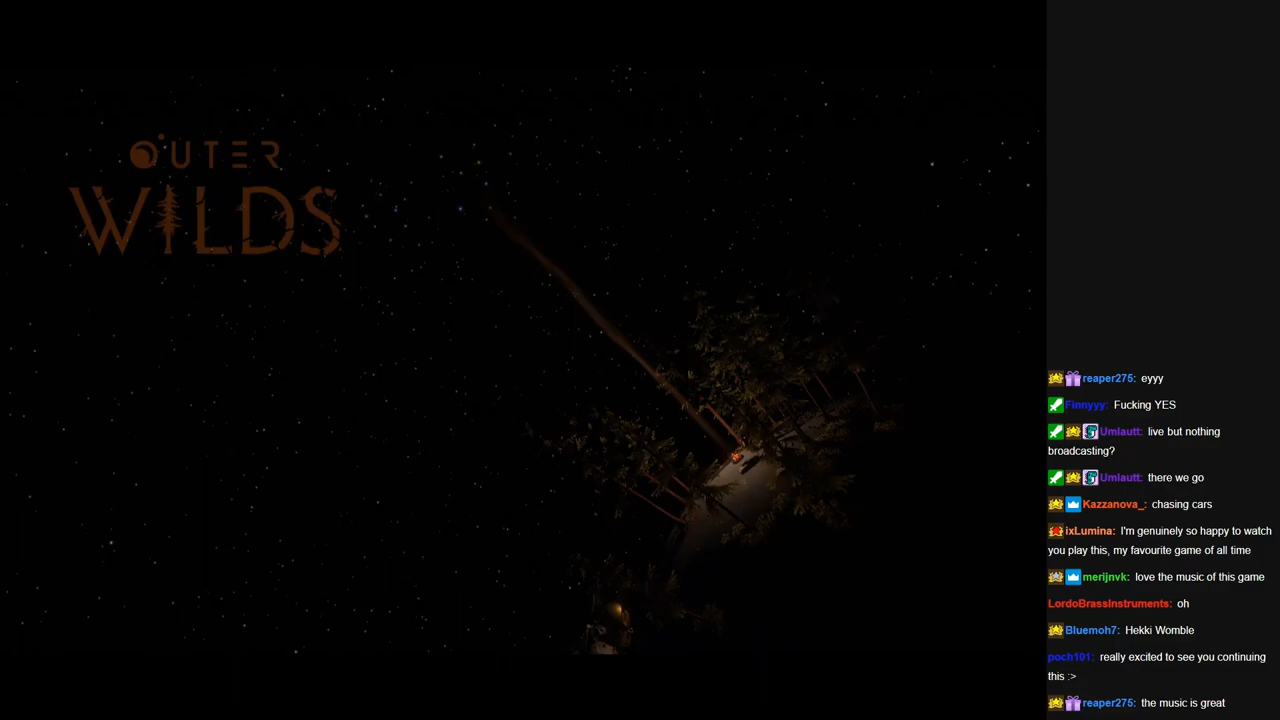 OUTER
WILDS
reaper275: eyyy
Finnyyy: Fucking YES
Umlautt: live but nothing
broadcasting?
Umlautt: there we go
Kazzanova_: chasing cars
ixLumina: I'm genuinely so happy to watch
you play this, my favourite game of all time
merijnvk: love the music of this game
LordoBrassInstruments: oh
Bluemoh7: Hekki Womble
poch101: really excited to see you continuing
this :>
reaper275: the music is great